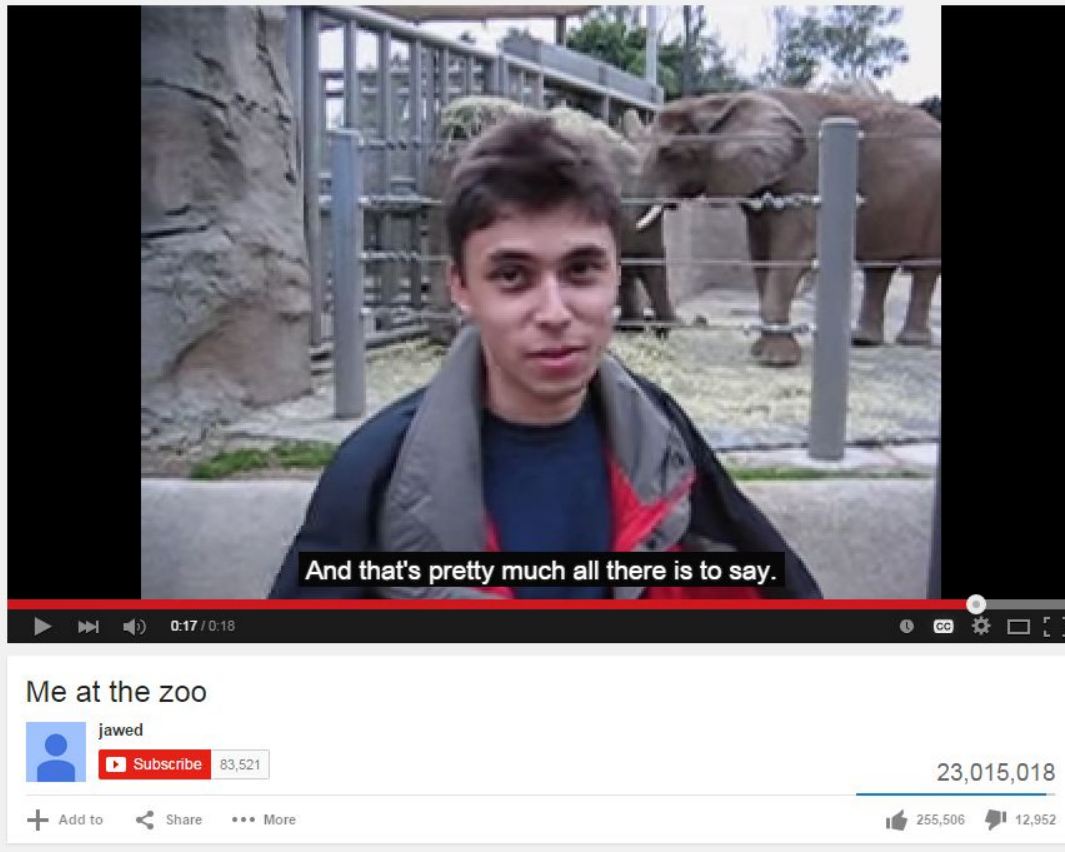 And that's pretty much all there is to say.
0:17 / 0:18
CC
Me at the zoo
jawed
Subscribe 83,521
23,015,018
Add to Share More
255,506 12,952